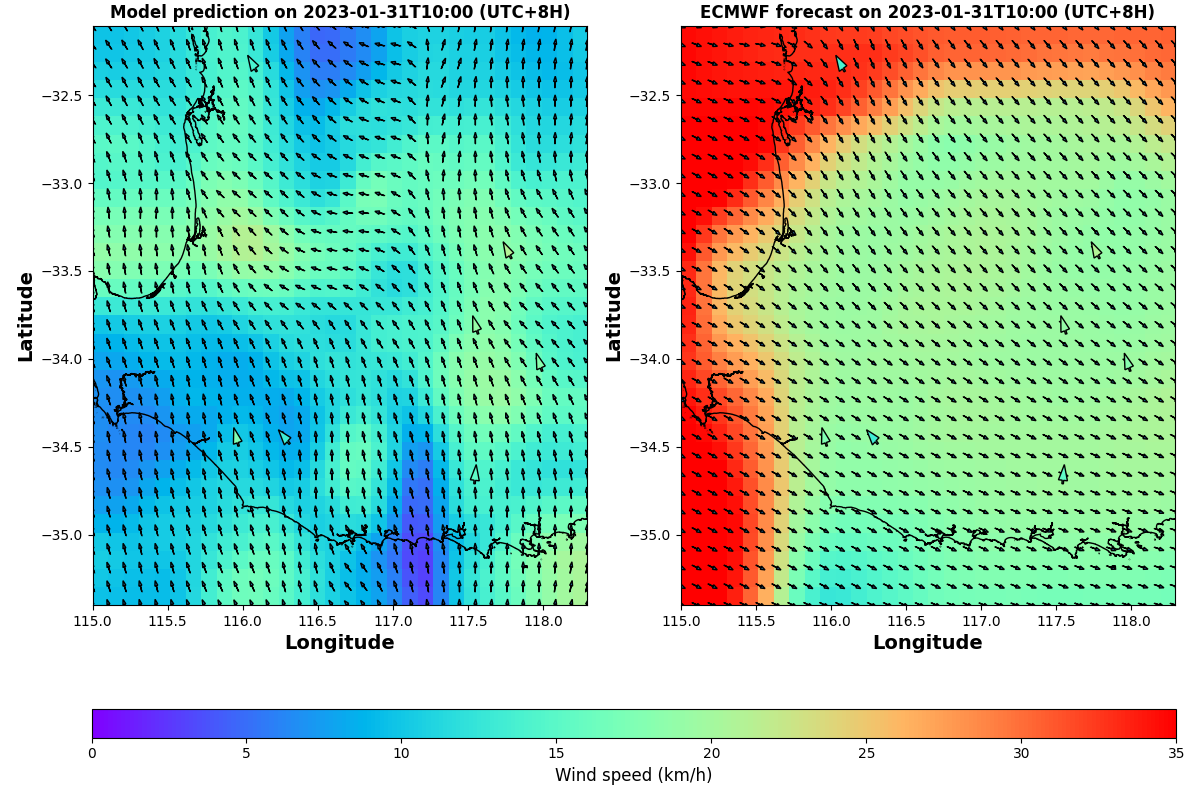 Model prediction on 2023-01-31T10:00 (UTC+8H)
ECMWF forecast on 2023-01-31T10:00 (UTC+8H)
−32.5
−33.0
−33.5
−34.0
−34.5
−35.0
Latitude
115.0 115.5 116.0 116.5 117.0 117.5 118.0
Longitude
−32.5
−33.0
−33.5
−34.0
−34.5
−35.0
Latitude
115.0 115.5 116.0 116.5 117.0 117.5 118.0
Longitude
0 5 10 15 20 25 30 35
Wind speed (km/h)